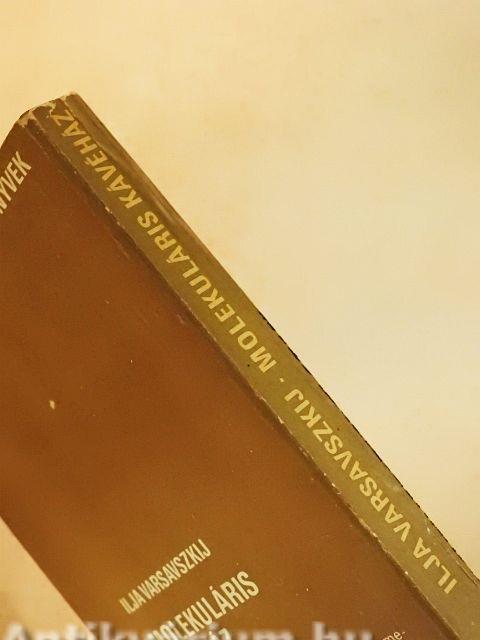 ILJA VARSAVSZKIJ · MOLEKULÁRIS KÁVÉHÁZ
ILJA VARSAVSZKIJ
MOLEKULÁRIS